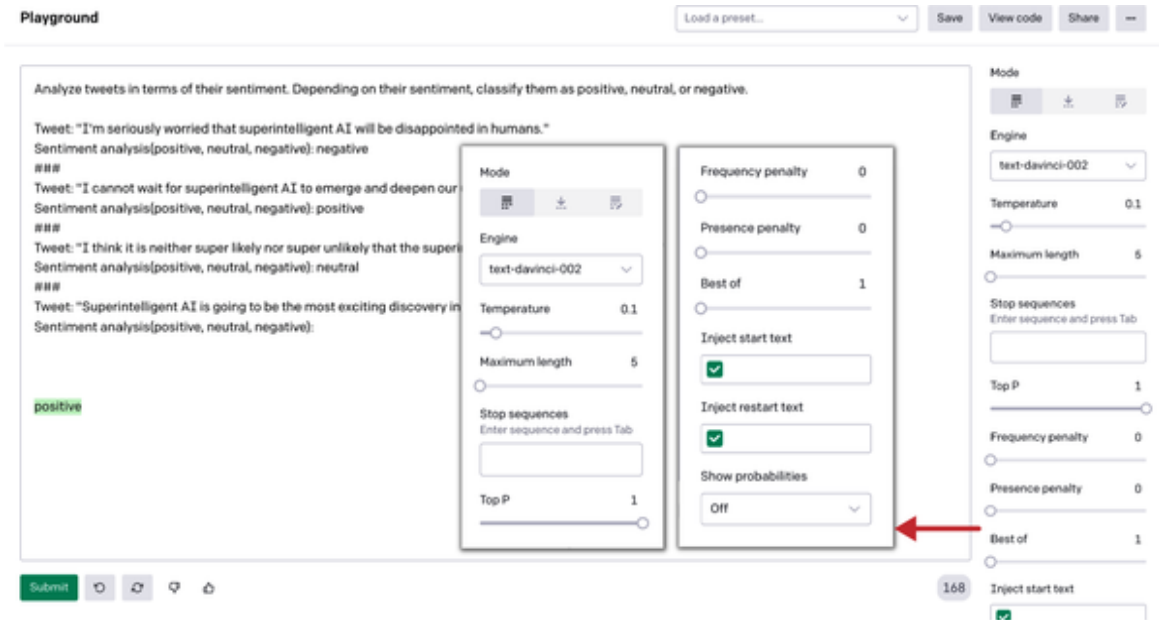 Playground
Load a preset...
Save
View code
Share
Analyze tweets in terms of their sentiment. Depending on their sentiment, classify them as positive, neutral, or negative.
Tweet: "I'm seriously worried that superintelligent AI will be disappointed in humans."
Sentiment analysis(positive, neutral, negative): negative
###
Tweet: "I cannot wait for superintelligent AI to emerge and deepen our
Sentiment analysis(positive, neutral, negative): positive
###
Tweet: "I think it is neither super likely nor super unlikely that the
Sentiment analysis(positive, neutral, negative): neutral
###
Tweet: "Superintelligent AI is going to be the most exciting discovery in
Sentiment analysis(positive, neutral, negative):
positive
Mode
Engine
text-davinci-002
Temperature 0.1
Maximum length 5
Stop sequences
Enter sequence and press Tab
Top P 1
Frequency penalty 0
Presence penalty 0
Best of 1
Inject start text
Inject restart text
Show probabilities
Off
Mode
Engine
text-davinci-002
Temperature 0.1
Maximum length 5
Stop sequences
Enter sequence and press Tab
Top P 1
Frequency penalty 0
Presence penalty 0
Best of 1
Inject start text
Submit
168